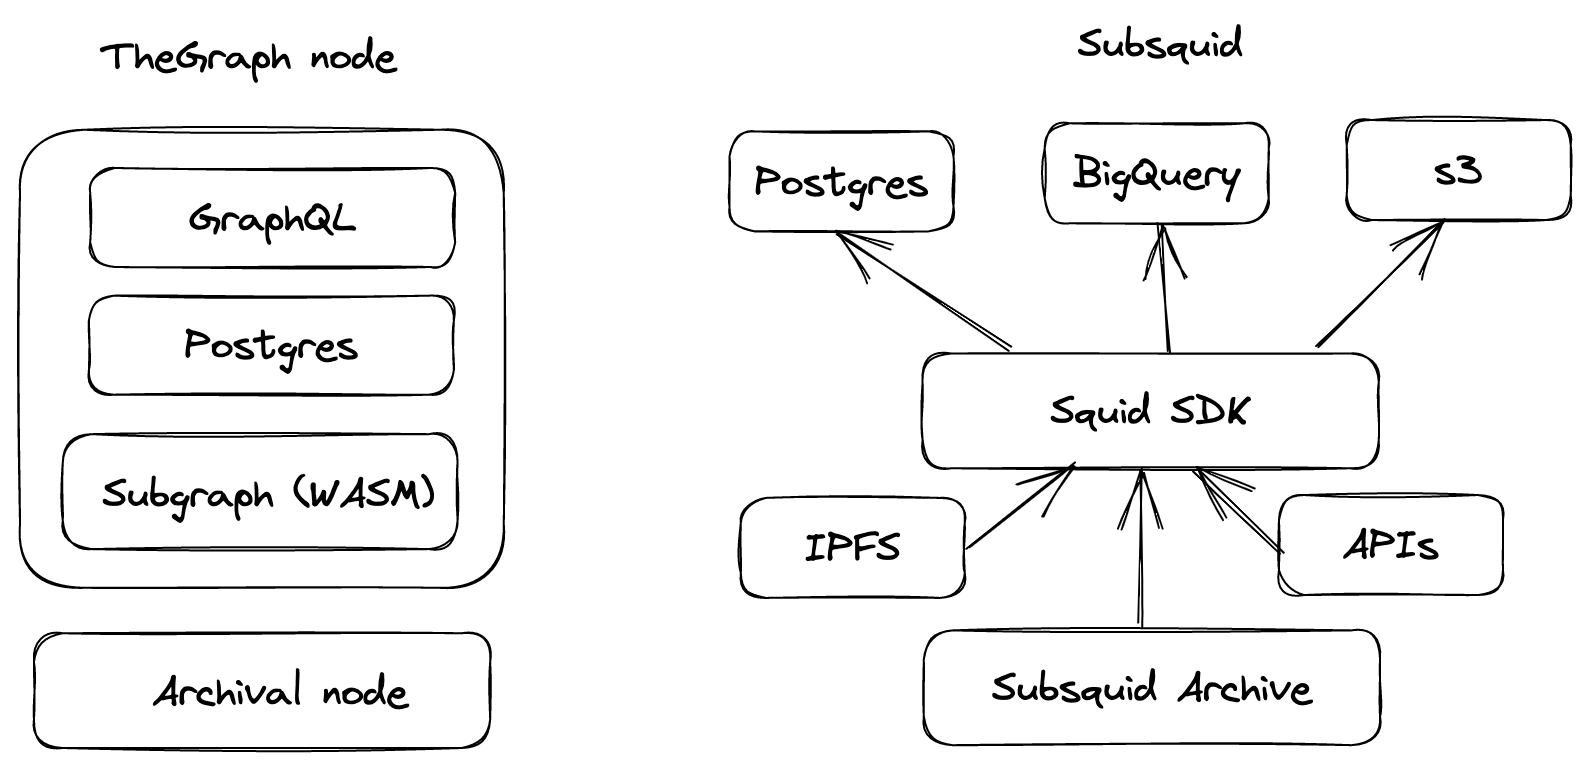 TheGraph node
GraphQL
Postgres
Subgraph (WASM)
Archival node
Subsquid
Postgres
BigQuery
s3
Squid SDK
IPFS
APIs
Subsquid Archive